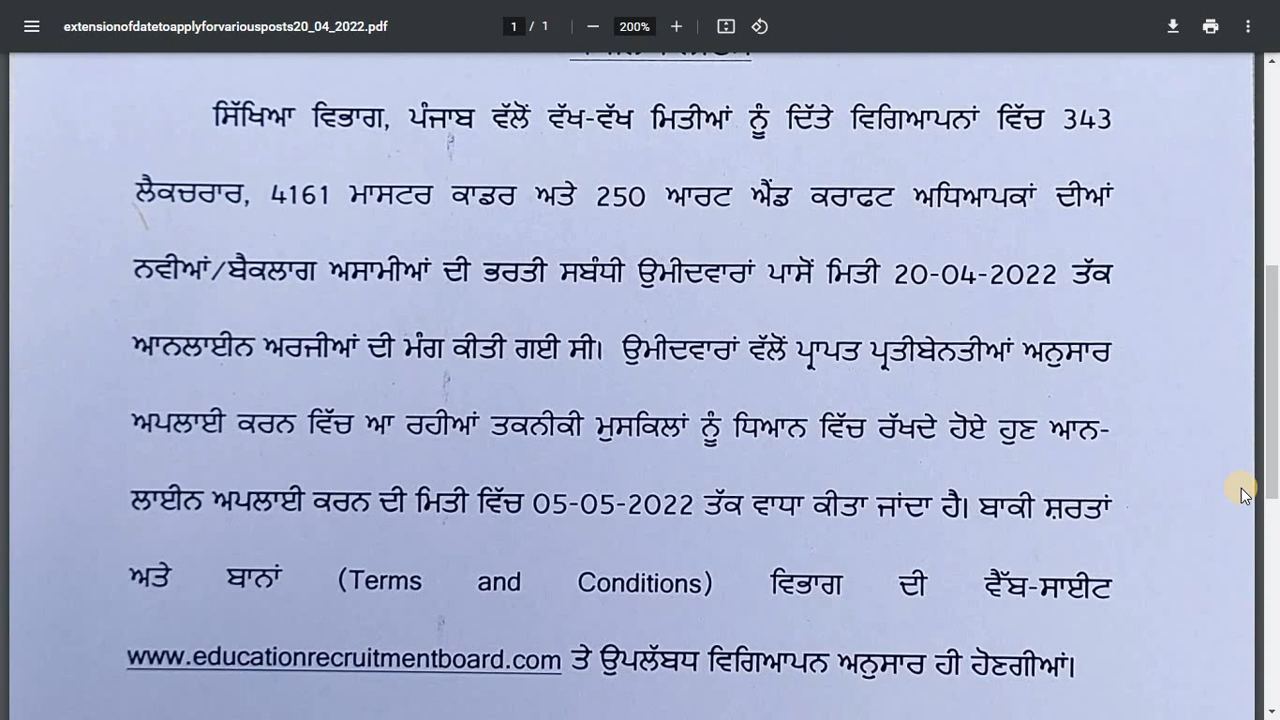 extensionofdatetoapplyforvariousposts20_04_2022.pdf
1 / 1
200%
ਸਿੱਖਿਆ ਵਿਭਾਗ, ਪੰਜਾਬ ਵੱਲੋਂ ਵੱਖ-ਵੱਖ ਮਿਤੀਆਂ ਨੂੰ ਦਿੱਤੇ ਵਿਗਿਆਪਨਾਂ ਵਿੱਚ 343
ਲੈਕਚਰਾਰ, 4161 ਮਾਸਟਰ ਕਾਡਰ ਅਤੇ 250 ਆਰਟ ਐਂਡ ਕਰਾਫਟ ਅਧਿਆਪਕਾਂ ਦੀਆਂ
ਨਵੀਆਂ/ਬੈਕਲਾਗ ਅਸਾਮੀਆਂ ਦੀ ਭਰਤੀ ਸਬੰਧੀ ਉਮੀਦਵਾਰਾਂ ਪਾਸੋਂ ਮਿਤੀ 20-04-2022 ਤੱਕ
ਆਨਲਾਈਨ ਅਰਜੀਆਂ ਦੀ ਮੰਗ ਕੀਤੀ ਗਈ ਸੀ। ਉਮੀਦਵਾਰਾਂ ਵੱਲੋਂ ਪ੍ਰਾਪਤ ਪ੍ਰਤੀਬੇਨਤੀਆਂ ਅਨੁਸਾਰ
ਅਪਲਾਈ ਕਰਨ ਵਿੱਚ ਆ ਰਹੀਆਂ ਤਕਨੀਕੀ ਮੁਸਕਿਲਾਂ ਨੂੰ ਧਿਆਨ ਵਿੱਚ ਰੱਖਦੇ ਹੋਏ ਹੁਣ ਆਨ-
ਲਾਈਨ ਅਪਲਾਈ ਕਰਨ ਦੀ ਮਿਤੀ ਵਿੱਚ 05-05-2022 ਤੱਕ ਵਾਧਾ ਕੀਤਾ ਜਾਂਦਾ ਹੈ। ਬਾਕੀ ਸ਼ਰਤਾਂ
ਅਤੇ ਬਾਨਾਂ (Terms and Conditions) ਵਿਭਾਗ ਦੀ ਵੈੱਬ-ਸਾਈਟ
www.educationrecruitmentboard.com ਤੇ ਉਪਲੱਬਧ ਵਿਗਿਆਪਨ ਅਨੁਸਾਰ ਹੀ ਹੋਣਗੀਆਂ।